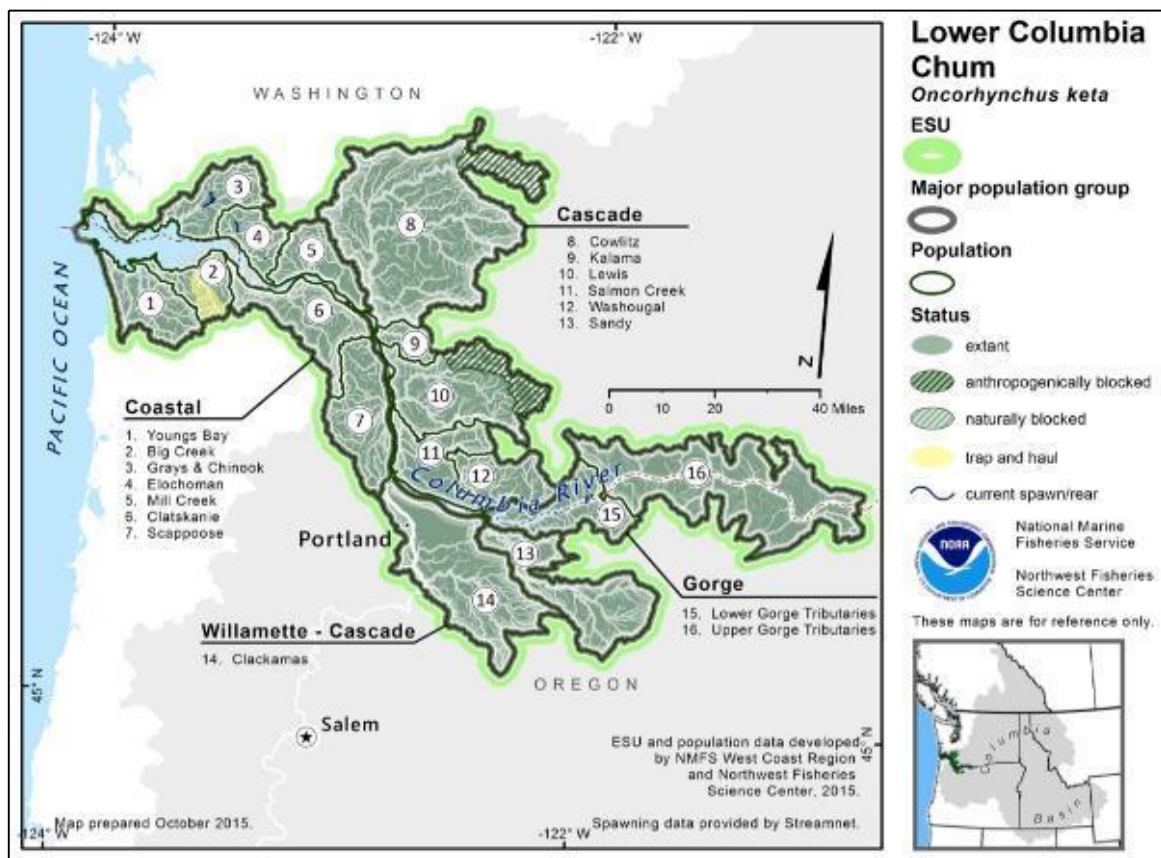 -124° W
-122° W
WASHINGTON
3
8
4
5
2
1
6
9
10
7
11
12
16
15
13
14
PACIFIC OCEAN
Columbia River
Cascade
8. Cowlitz
9. Kalama
10. Lewis
11. Salmon Creek
12. Washougal
13. Sandy
Coastal
1. Youngs Bay
2. Big Creek
3. Grays & Chinook
4. Elochoman
5. Mill Creek
6. Clatskanie
7. Scappoose
N
0 10 20 40 Miles
Portland
Gorge
15. Lower Gorge Tributaries
16. Upper Gorge Tributaries
Willamette - Cascade
14. Clackamas
OREGON
45° N
Salem
45° N
ESU and population data developed
by NMFS West Coast Region
and Northwest Fisheries
Science Center, 2015.
Map prepared October 2015.
Spawning data provided by Streamnet.
-124° W
-122° W
Lower Columbia
Chum
Oncorhynchus keta
ESU
Major population group
Population
Status
extant
anthropogenically blocked
naturally blocked
trap and haul
current spawn/rear
NOAA
National Marine
Fisheries Service
Northwest Fisheries
Science Center
These maps are for reference only.
Columbia
Basin